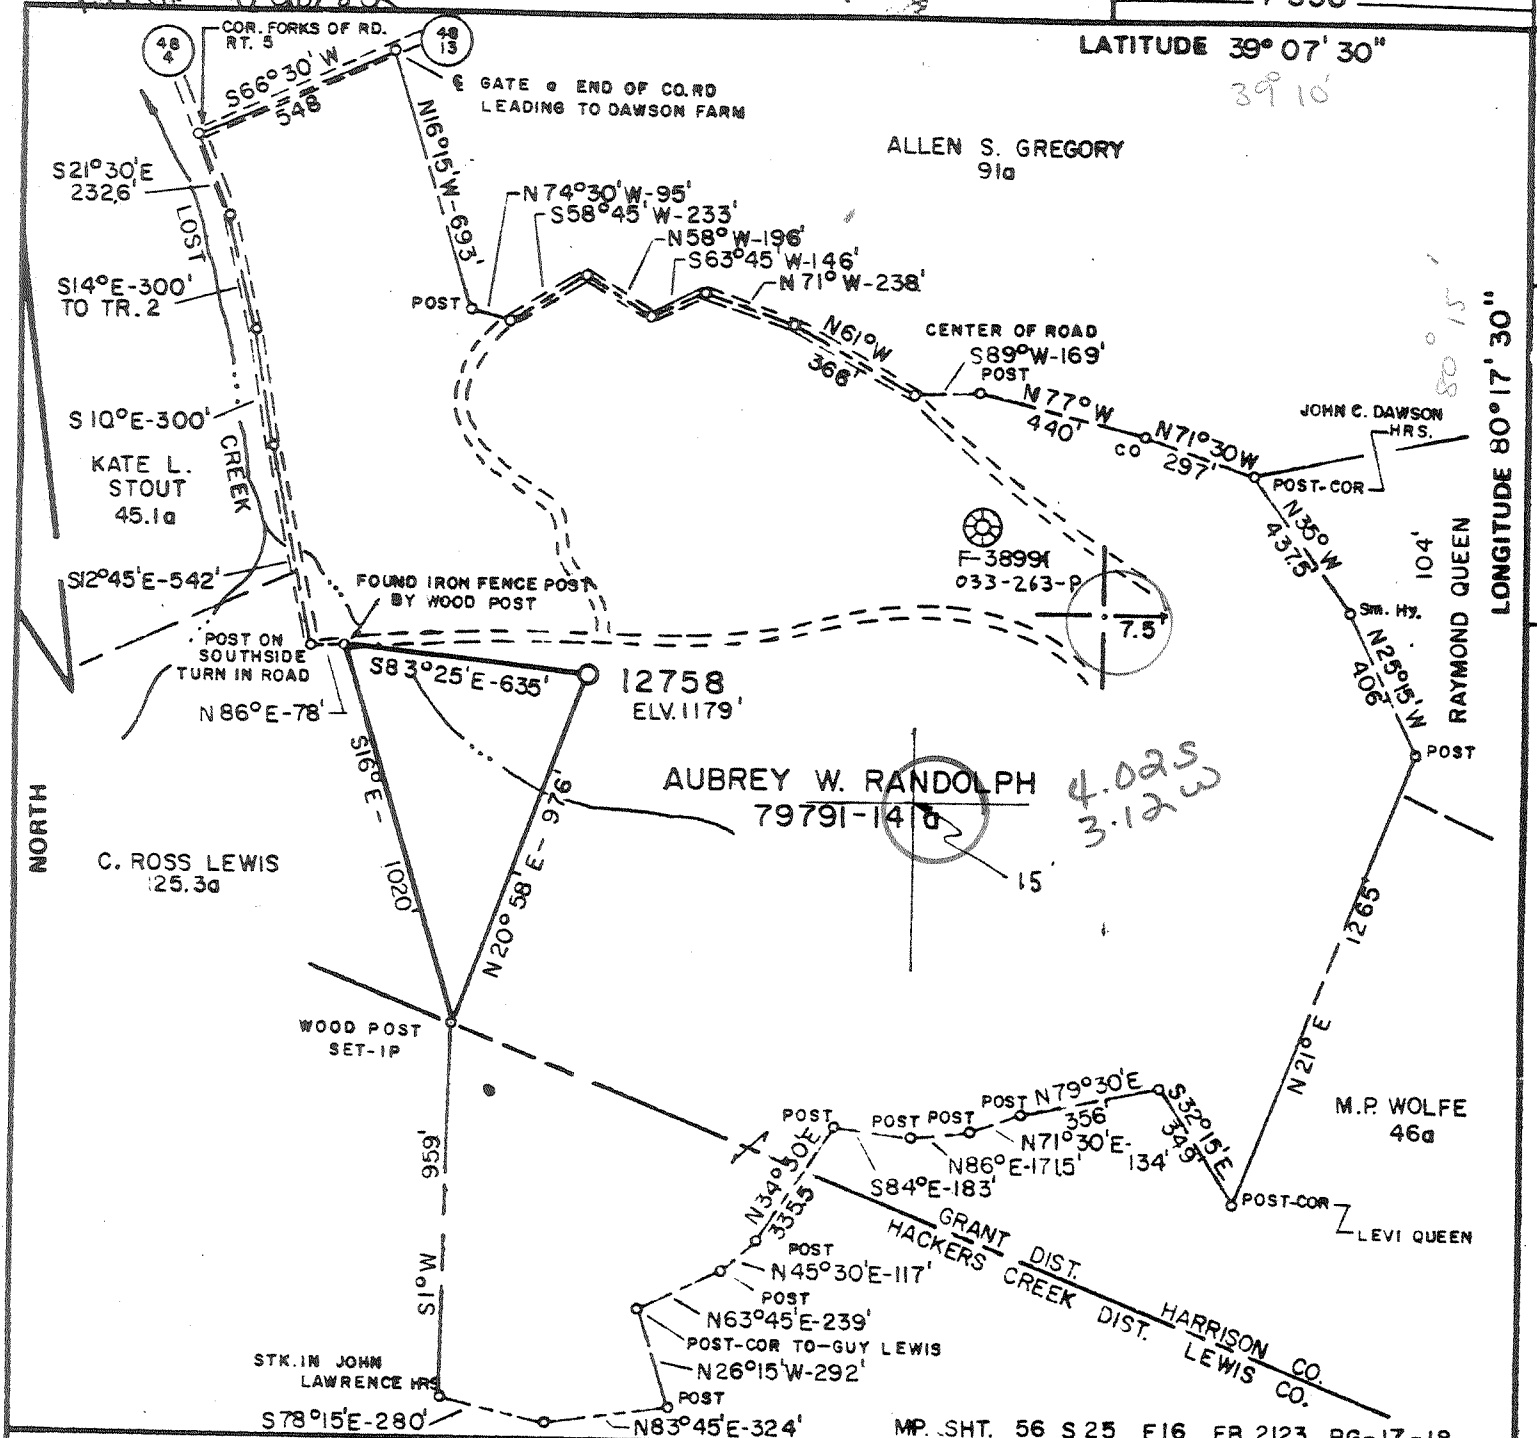 LATITUDE 39° 07' 30"
39° 10'
COR. FORKS OF RD.
RT. 5
48
4
48
13
S66°30'W
548'
℄ GATE @ END OF CO.RD
LEADING TO DAWSON FARM
ALLEN S. GREGORY
91a
N16°15'W-693'
S21°30'E
232.6'
LOST
CREEK
N74°30'W-95'
S58°45'W-233'
N58°W-196'
S63°45'W-146'
N71°W-238'
POST
S14°E-300'
TO TR. 2
N61°W
366'
CENTER OF ROAD
S89°W-169'
POST
N77°W
440'
CO
N71°30'W
297'
JOHN C. DAWSON
HRS.
POST-COR
80° 15'
LONGITUDE 80°17'30"
S10°E-300'
KATE L.
STOUT
45.1a
N35°W
437.5'
104'
RAYMOND QUEEN
F-38991
033-263-P
7.5'
S12°45'E-542'
FOUND IRON FENCE POST
BY WOOD POST
Sm. Hy.
N25°15'W
406'
POST
POST ON
SOUTHSIDE
TURN IN ROAD
S83°25'E-635'
12758
ELV. 1179'
N86°E-78'
S16°E-1020'
N20°58'E-976'
AUBREY W. RANDOLPH
79791-141a
4.02S
3.12W
15'
NORTH
C. ROSS LEWIS
125.3a
1265'
N21°E
WOOD POST
SET-IP
M.P. WOLFE
46a
POST
POST
POST
POST
N79°30'E
356'
S32°15'E
349'
N71°30'E-134'
N86°E-171.5'
S84°E-183'
N34°30'E
335.5'
POST-COR
LEVI QUEEN
959'
S1°W
POST
N45°30'E-117'
POST
N63°45'E-239'
POST-COR TO-GUY LEWIS
N26°15'W-292'
GRANT DIST.
HACKERS CREEK DIST.
HARRISON CO.
LEWIS CO.
STK. IN JOHN
LAWRENCE HRS
POST
S78°15'E-280'
N83°45'E-324'
MP. SHT. 56 S 25 E16 FB 2123 PG-17-18